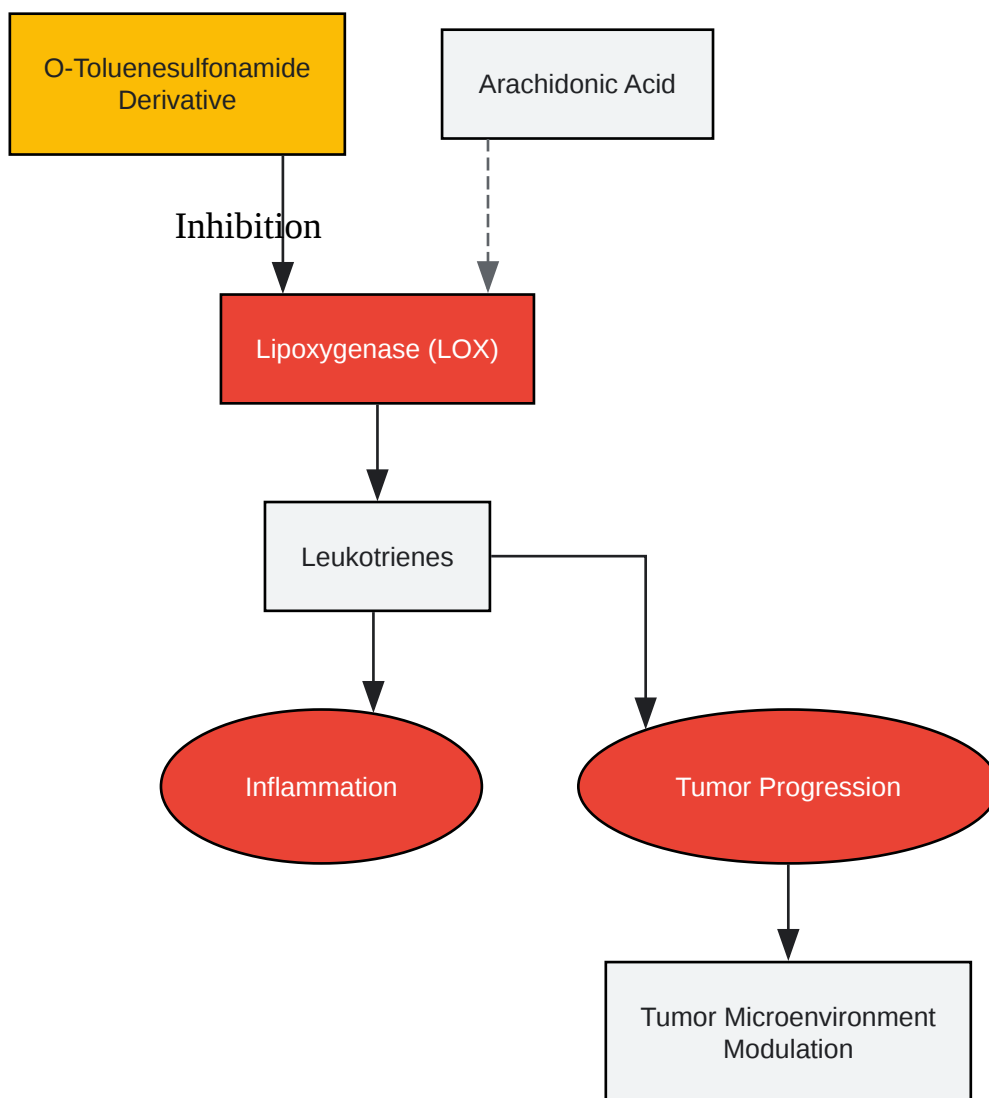 O-Toluenesulfonamide
Derivative
Arachidonic Acid
Inhibition
Lipoxygenase (LOX)
Leukotrienes
Inflammation
Tumor Progression
Tumor Microenvironment
Modulation